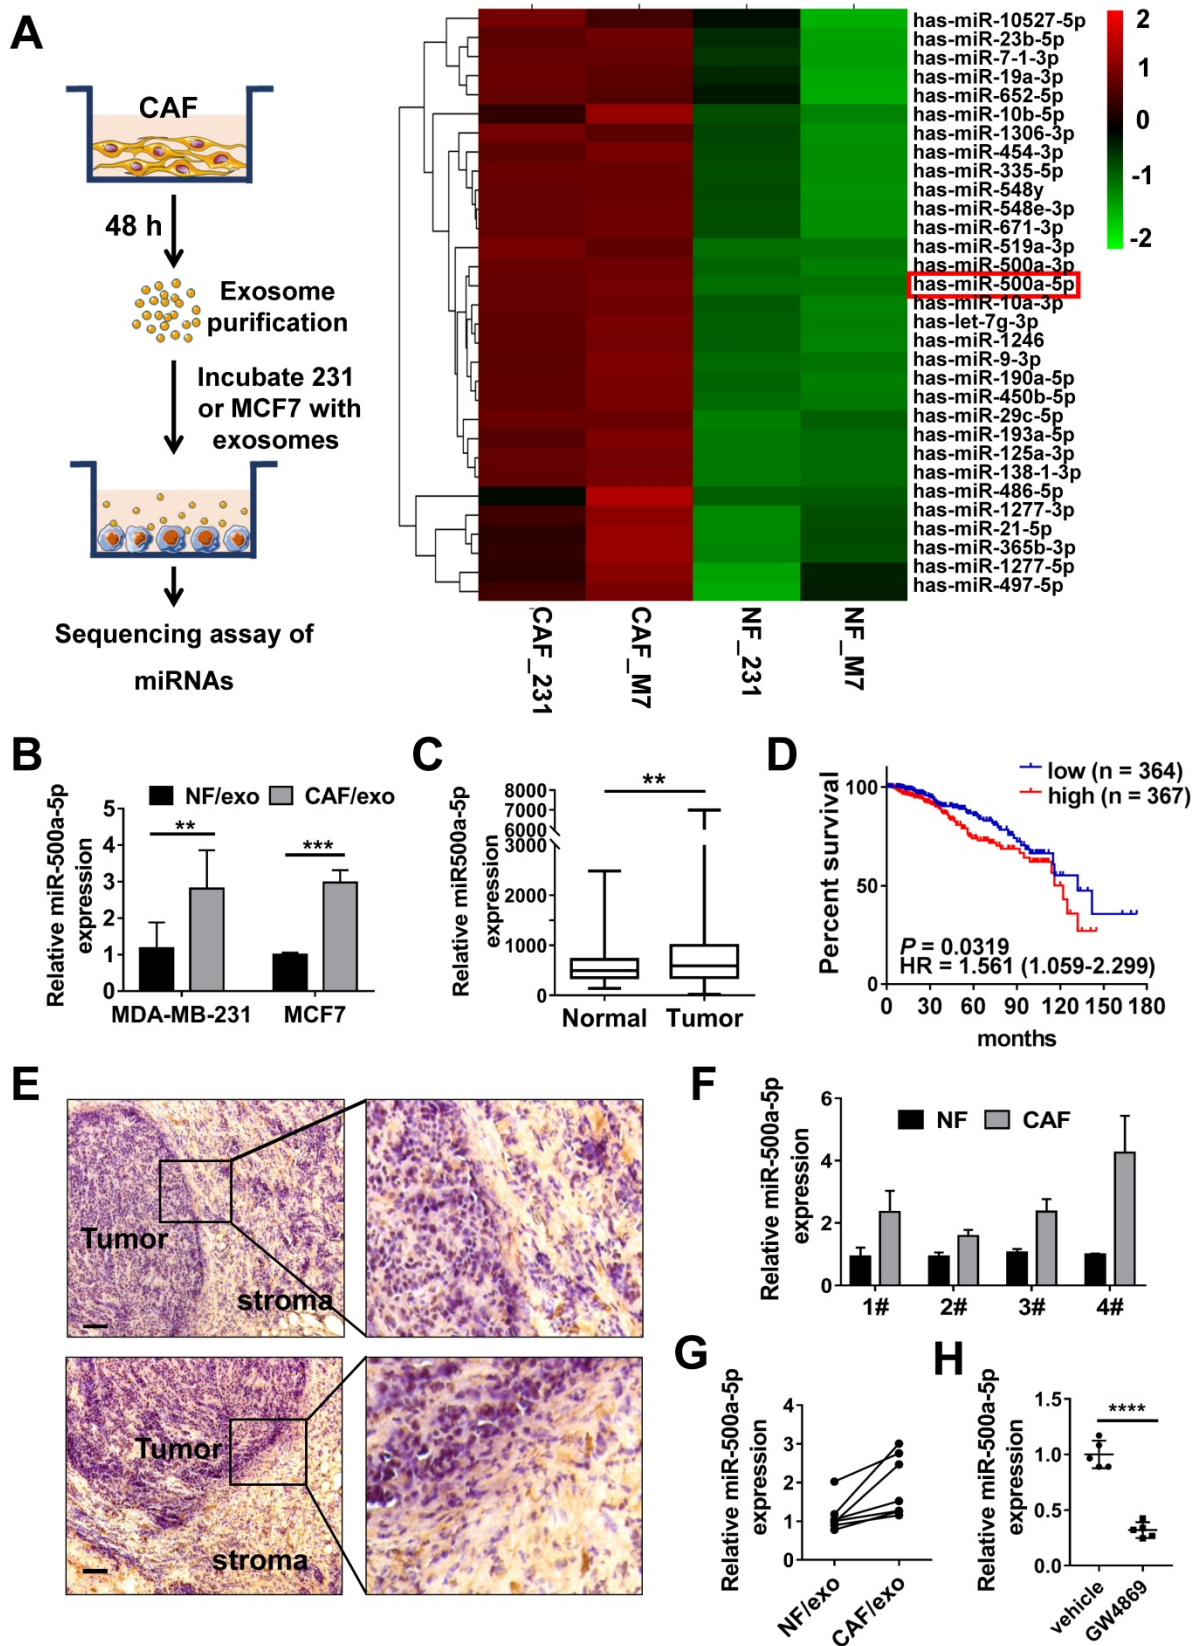 A
CAF
48 h
Exosome
purification
Incubate 231
or MCF7 with
exosomes
Sequencing assay of
miRNAs
has-miR-10527-5p
has-miR-23b-5p
has-miR-7-1-3p
has-miR-19a-3p
has-miR-652-5p
has-miR-10b-5p
has-miR-1306-3p
has-miR-454-3p
has-miR-335-5p
has-miR-548y
has-miR-548e-3p
has-miR-671-3p
has-miR-519a-3p
has-miR-500a-3p
has-miR-500a-5p
has-miR-10a-3p
has-let-7g-3p
has-miR-1246
has-miR-9-3p
has-miR-190a-5p
has-miR-450b-5p
has-miR-29c-5p
has-miR-193a-5p
has-miR-125a-3p
has-miR-138-1-3p
has-miR-486-5p
has-miR-1277-3p
has-miR-21-5p
has-miR-365b-3p
has-miR-1277-5p
has-miR-497-5p
2
1
0
-1
-2
CAF_231
CAF_M7
NF_231
NF_M7
B
Relative miR-500a-5p
expression
NF/exo CAF/exo
5
4
3
2
1
0
**
***
MDA-MB-231 MCF7
C
Relative miR500a-5p
expression
8000
7000
6000
3000
2000
1000
0
**
Normal Tumor
D
low (n = 364)
high (n = 367)
Percent survival
100
50
0
P = 0.0319
HR = 1.561 (1.059-2.299)
0 30 60 90 120 150 180
months
E
Tumor
stroma
Tumor
stroma
F
Relative miR-500a-5p
expression
NF CAF
6
4
2
0
1# 2# 3# 4#
G
Relative miR-500a-5p
expression
4
3
2
1
0
NF/exo
CAF/exo
H
Relative miR-500a-5p
expression
1.5
1.0
0.5
0.0
****
vehicle
GW4869